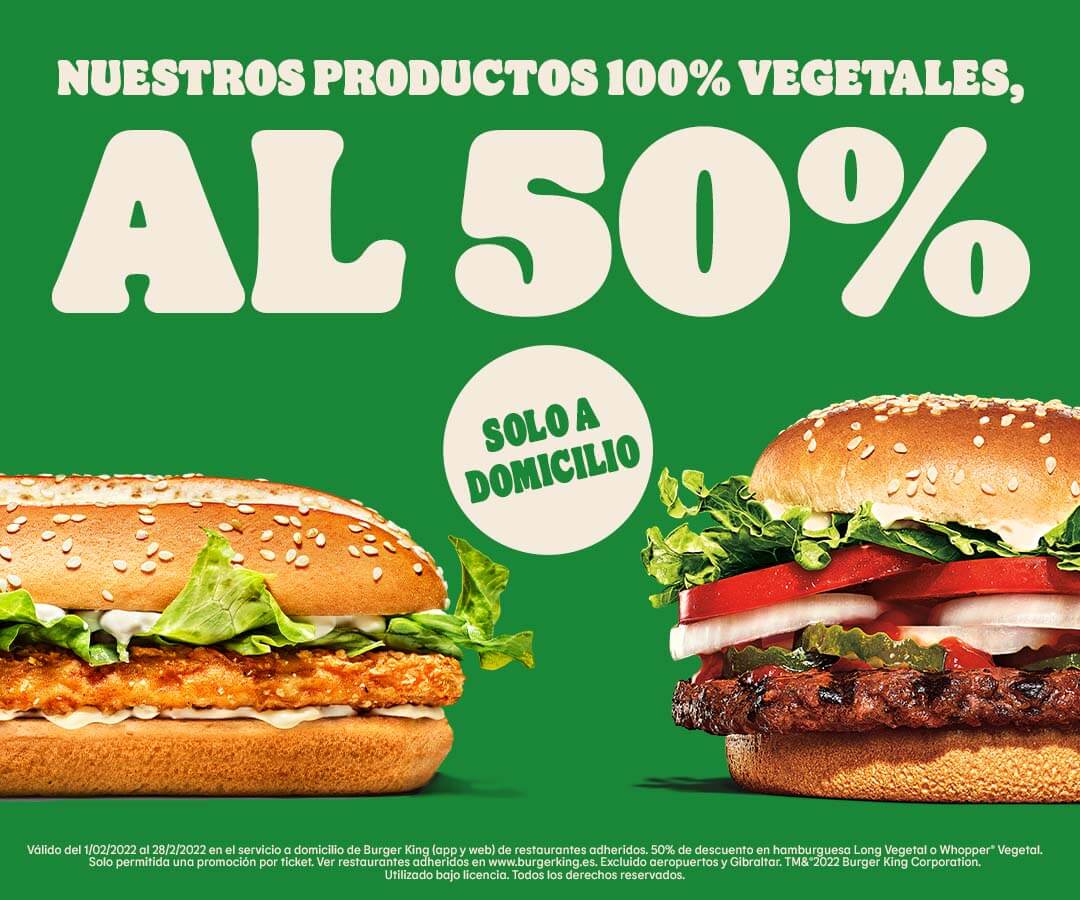 NUESTROS PRODUCTOS 100% VEGETALES,
AL 50%
SOLO A
DOMICILIO
Válido del 1/02/2022 al 28/2/2022 en el servicio a domicilio de Burger King (app y web) de restaurantes adheridos. 50% de descuento en hamburguesa Long Vegetal o Whopper® Vegetal.
Solo permitida una promoción por ticket. Ver restaurantes adheridos en www.burgerking.es. Excluido aeropuertos y Gibraltar. TM&®2022 Burger King Corporation.
Utilizado bajo licencia. Todos los derechos reservados.